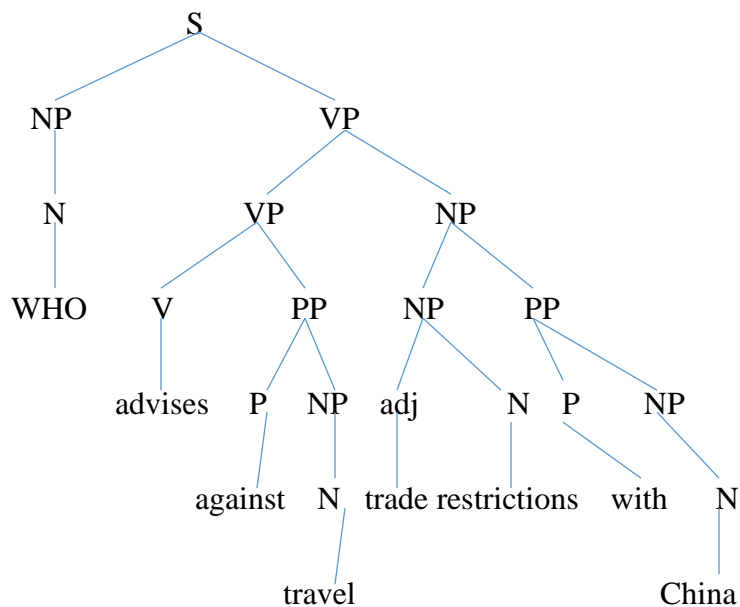 S
NP VP
N VP NP
WHO V PP NP PP
advises P NP adj N P NP
against N trade restrictions with N
travel China